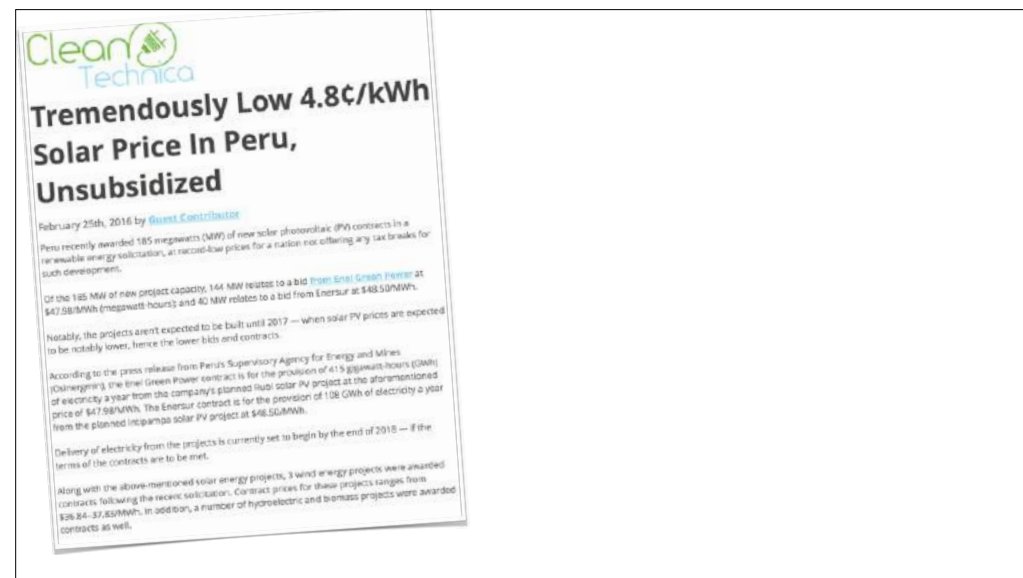 Clean
Technica
Tremendously Low 4.8¢/kWh
Solar Price In Peru,
Unsubsidized
February 25th, 2016 by Guest Contributor
Peru recently awarded 185 megawatts (MW) of new solar photovoltaic (PV) contracts in a
renewable energy solicitation, at record-low prices for a nation not offering any tax breaks for
such development.
Of the 185 MW of new project capacity, 144 MW relates to a bid from Enel Green Power at
$47.98/MWh (megawatt-hours); and 40 MW relates to a bid from Enersur at $48.50/MWh.
Notably, the projects aren't expected to be built until 2017 — when solar PV prices are expected
to be notably lower, hence the lower bids and contracts.
According to the press release from Peru's Supervisory Agency for Energy and Mines
(Osinergmin), the Enel Green Power contract is for the provision of 415 gigawatt-hours (GWh)
of electricity a year from the company's planned Rubi solar PV project at the aforementioned
price of $47.98/MWh. The Enersur contract is for the provision of 108 GWh of electricity a year
from the planned Intipampa solar PV project at $48.50/MWh.
Delivery of electricity from the projects is currently set to begin by the end of 2018 — if the
terms of the contracts are to be met.
Along with the above-mentioned solar energy projects, 3 wind energy projects were awarded
contracts following the recent solicitation. Contract prices for these projects ranges from
$36.84–37.83/MWh. In addition, a number of hydroelectric and biomass projects were awarded
contracts as well.